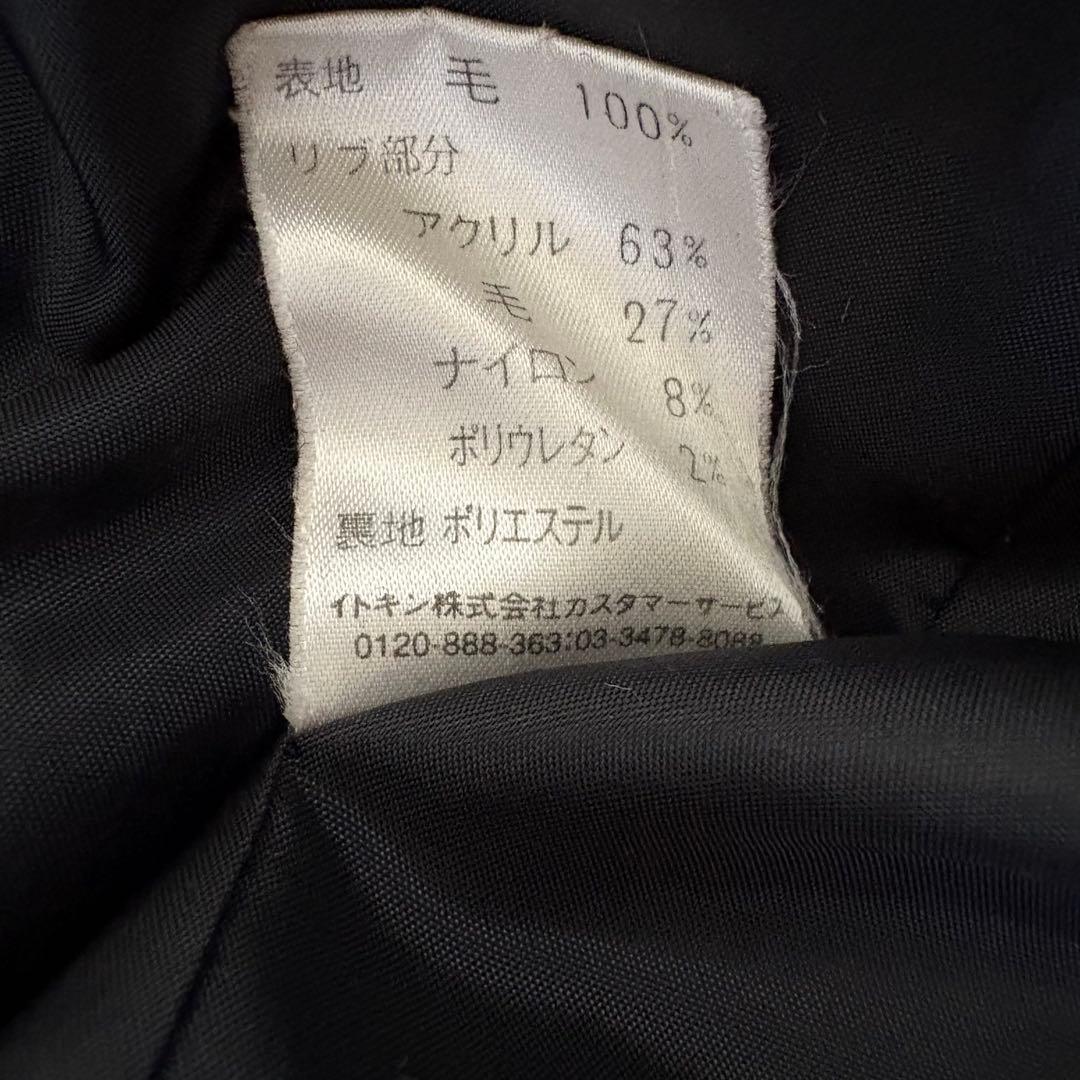 表地 毛 100%
リブ部分
アクリル 63%
毛 27%
ナイロン 8%
ポリウレタン 2%
裏地 ポリエステル
イトキン株式会社カスタマーサービス
0120-888-363:03-3478-8088